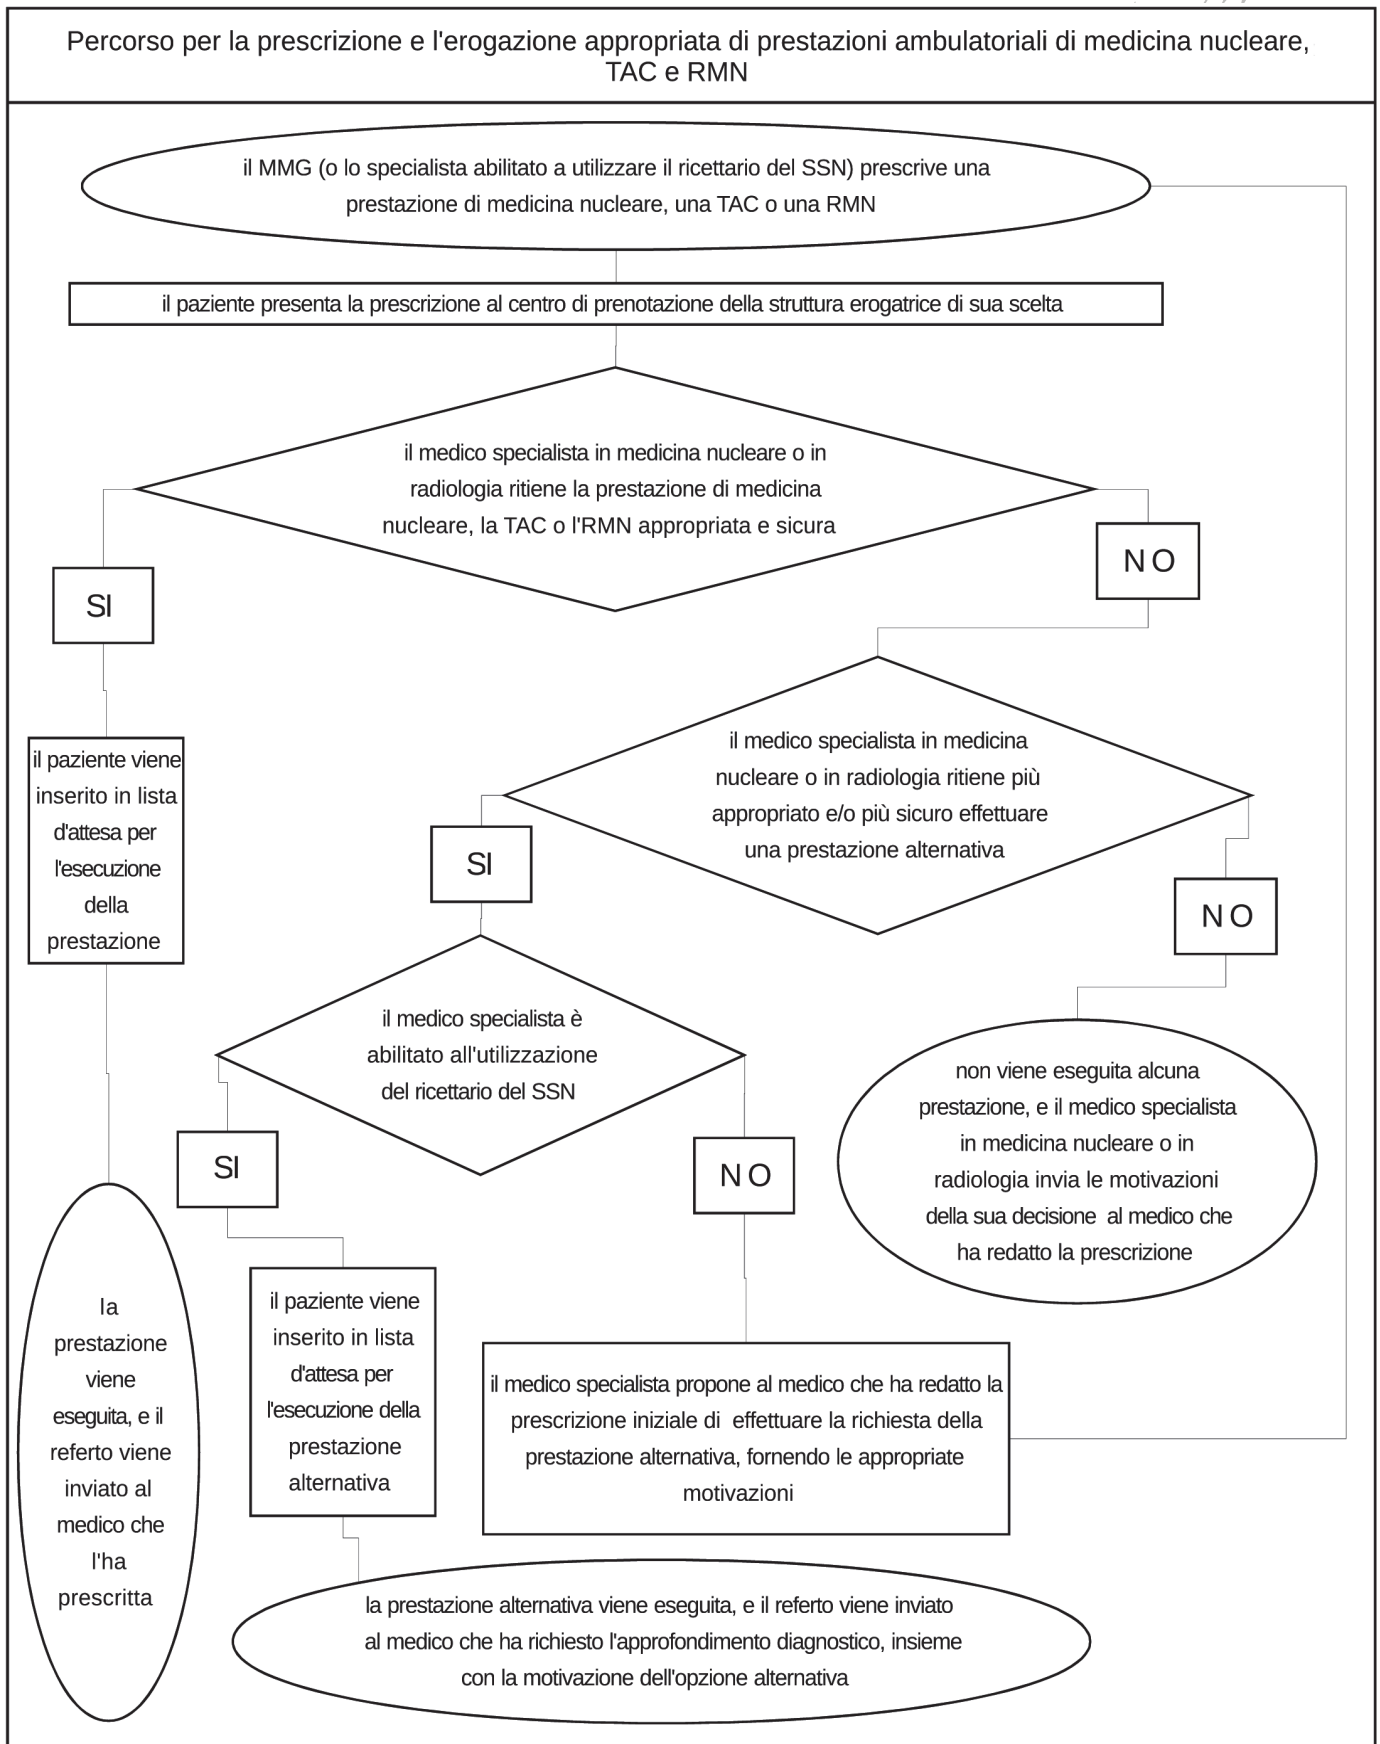 Percorso per la prescrizione e l'erogazione appropriata di prestazioni ambulatoriali di medicina nucleare,
TAC e RMN
il MMG (o lo specialista abilitato a utilizzare il ricettario del SSN) prescrive una
prestazione di medicina nucleare, una TAC o una RMN
il paziente presenta la prescrizione al centro di prenotazione della struttura erogatrice di sua scelta
il medico specialista in medicina nucleare o in
radiologia ritiene la prestazione di medicina
nucleare, la TAC o l'RMN appropriata e sicura
NO
SI
il medico specialista in medicina
nucleare o in radiologia ritiene più
appropriato e/o più sicuro effettuare
una prestazione alternativa
il paziente viene
inserito in lista
d'attesa per
l'esecuzione
della
prestazione
SI
NO
il medico specialista è
abilitato all'utilizzazione
del ricettario del SSN
non viene eseguita alcuna
prestazione, e il medico specialista
in medicina nucleare o in
radiologia invia le motivazioni
della sua decisione al medico che
ha redatto la prescrizione
SI
NO
la
prestazione
viene
eseguita, e il
referto viene
inviato al
medico che
l'ha
prescritta
il paziente viene
inserito in lista
d'attesa per
l'esecuzione della
prestazione
alternativa
il medico specialista propone al medico che ha redatto la
prescrizione iniziale di effettuare la richiesta della
prestazione alternativa, fornendo le appropriate
motivazioni
la prestazione alternativa viene eseguita, e il referto viene inviato
al medico che ha richiesto l'approfondimento diagnostico, insieme
con la motivazione dell'opzione alternativa